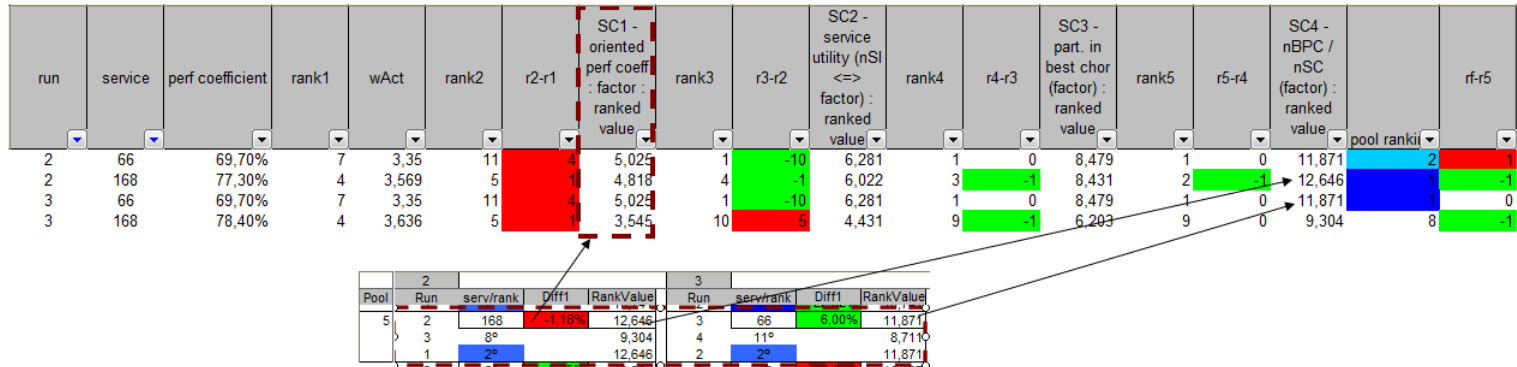 run
service
perf coefficient
rank1
wAct
rank2
r2-r1
SC1 -
oriented
perf coeff
: factor :
ranked
value
rank3
r3-r2
SC2 -
service
utility (nSI
<=>
factor) :
ranked
value
rank4
r4-r3
SC3 -
part. in
best chor
(factor) :
ranked
value
rank5
r5-r4
SC4 -
nBPC /
nSC
(factor) :
ranked
value
pool rankin
rf-r5
2 66 69,70% 7 3,35 11 4 5,025 1 -10 6,281 1 0 8,479 1 0 11,871 2 1
2 168 77,30% 4 3,569 5 1 4,818 4 -1 6,022 3 -1 8,431 2 -1 12,646 1 -1
3 66 69,70% 7 3,35 11 4 5,025 1 -10 6,281 1 0 8,479 1 0 11,871 1 0
3 168 78,40% 4 3,636 5 1 3,545 10 5 4,431 9 -1 6,203 9 0 9,304 8 -1
2 3
Pool Run serv/rank Diff1 RankValue Run serv/rank Diff1 RankValue
5 2 168 -1,18% 12,646 3 66 6,00% 11,871
3 8º 9,304 4 11º 8,711
1 2º 12,646 2 2º 11,871